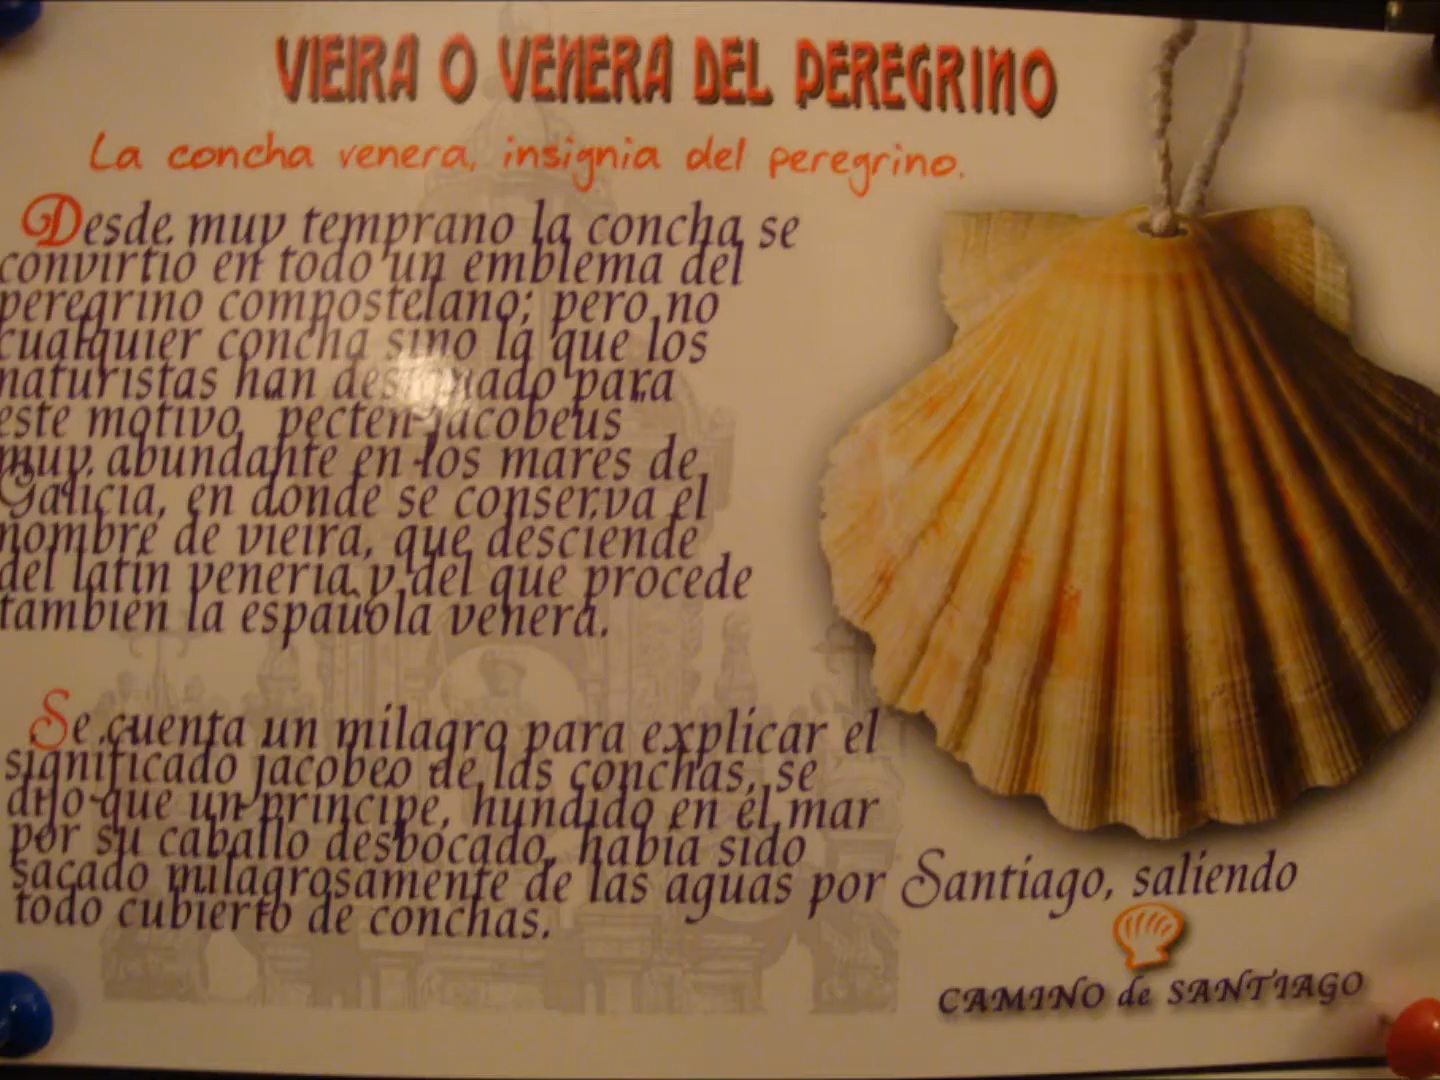 VIEIRA O VENERA DEL PEREGRINO
La concha venera, insignia del peregrino.
Desde muy temprano la concha se
convirtió en todo un emblema del
peregrino compostelano; pero no
cualquier concha sino la que los
naturistas han designado para
este motivo pecten jacobeus
muy abundante en los mares de
Galicia, en donde se conserva el
nombre de vieira, que desciende
del latín veneria y del que procede
también la española venera.
Se cuenta un milagro para explicar el
significado jacobeo de las conchas, se
dijo que un príncipe, hundido en el mar
por su caballo desbocado, había sido
sacado milagrosamente de las aguas por Santiago, saliendo
todo cubierto de conchas.
CAMINO de SANTIAGO